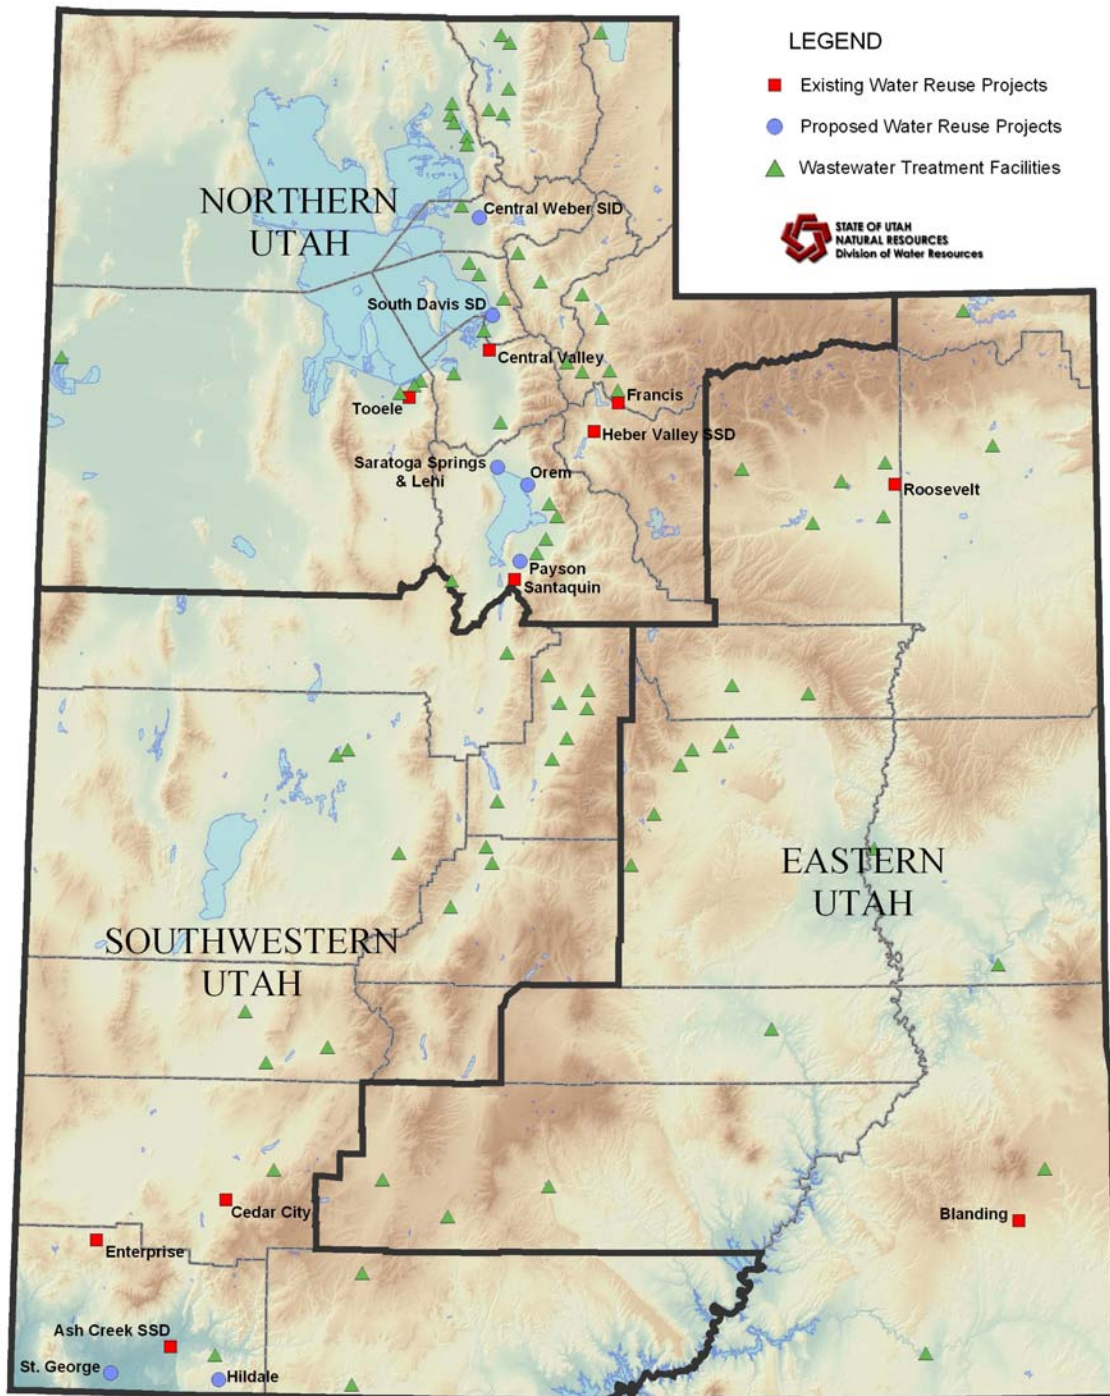 LEGEND
Existing Water Reuse Projects
Proposed Water Reuse Projects
Wastewater Treatment Facilities
STATE OF UTAH
NATURAL RESOURCES
Division of Water Resources
NORTHERN
UTAH
Central Weber SID
South Davis SD
Central Valley
Tooele
Francis
Heber Valley SSD
Saratoga Springs
& Lehi
Orem
Roosevelt
Payson
Santaquin
EASTERN
UTAH
SOUTHWESTERN
UTAH
Cedar City
Blanding
Enterprise
Ash Creek SSD
St. George
Hildale